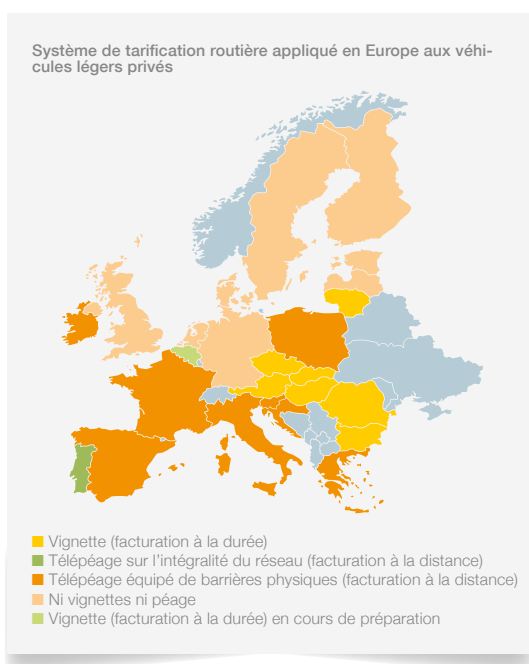 Système de tarification routière appliqué en Europe aux véhi-
cules légers privés
Vignette (facturation à la durée)
Télépéage sur l'intégralité du réseau (facturation à la distance)
Télépéage équipé de barrières physiques (facturation à la distance)
Ni vignettes ni péage
Vignette (facturation à la durée) en cours de préparation